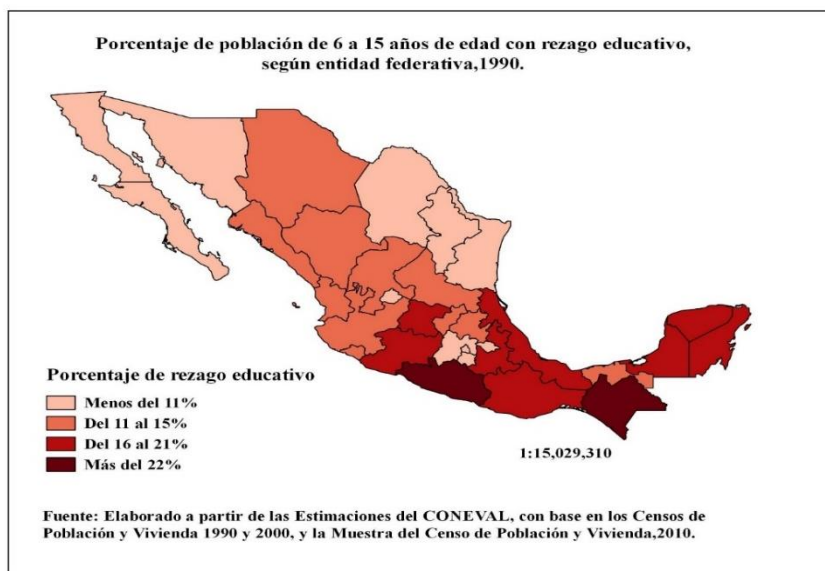 Porcentaje de población de 6 a 15 años de edad con rezago educativo,
según entidad federativa,1990.
Porcentaje de rezago educativo
Menos del 11%
Del 11 al 15%
Del 16 al 21%
Más del 22%
1:15,029,310
Fuente: Elaborado a partir de las Estimaciones del CONEVAL, con base en los Censos de
Población y Vivienda 1990 y 2000, y la Muestra del Censo de Población y Vivienda,2010.